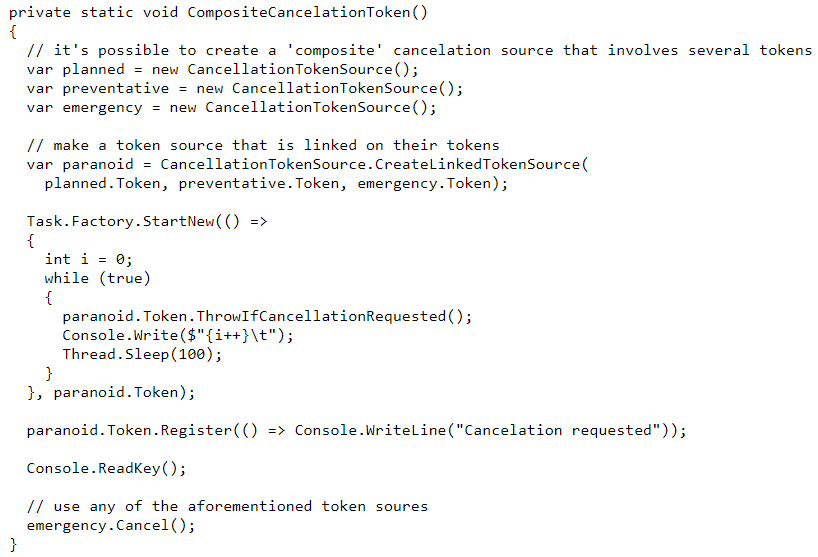 private static void CompositeCancelationToken()
{
  // it's possible to create a 'composite' cancelation source that involves several tokens
  var planned = new CancellationTokenSource();
  var preventative = new CancellationTokenSource();
  var emergency = new CancellationTokenSource();

  // make a token source that is linked on their tokens
  var paranoid = CancellationTokenSource.CreateLinkedTokenSource(
    planned.Token, preventative.Token, emergency.Token);

  Task.Factory.StartNew(() =>
  {
    int i = 0;
    while (true)
    {
      paranoid.Token.ThrowIfCancellationRequested();
      Console.Write($"{i++}\t");
      Thread.Sleep(100);
    }
  }, paranoid.Token);

  paranoid.Token.Register(() => Console.WriteLine("Cancelation requested"));

  Console.ReadKey();

  // use any of the aforementioned token soures
  emergency.Cancel();
}